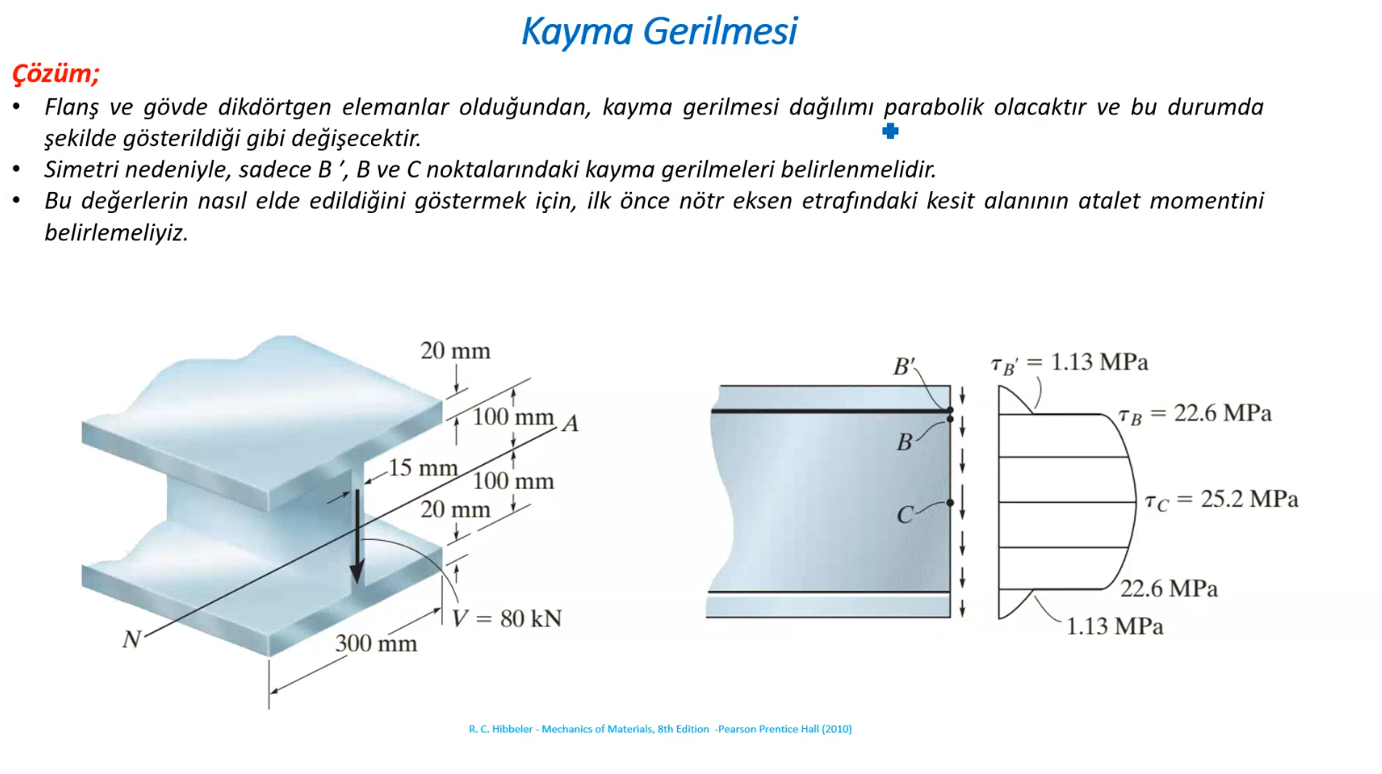 Kayma Gerilmesi
Çözüm;
• Flanş ve gövde dikdörtgen elemanlar olduğundan, kayma gerilmesi dağılımı parabolik olacaktır ve bu durumda
şekilde gösterildiği gibi değişecektir.
• Simetri nedeniyle, sadece B ′, B ve C noktalarındaki kayma gerilmeleri belirlenmelidir.
• Bu değerlerin nasıl elde edildiğini göstermek için, ilk önce nötr eksen etrafındaki kesit alanının atalet momentini
belirlemeliyiz.
20 mm
100 mm
A
15 mm
100 mm
20 mm
V = 80 kN
N
300 mm
B′
B
C
τB′ = 1.13 MPa
τB = 22.6 MPa
τC = 25.2 MPa
22.6 MPa
1.13 MPa
R. C. Hibbeler - Mechanics of Materials, 8th Edition -Pearson Prentice Hall (2010)